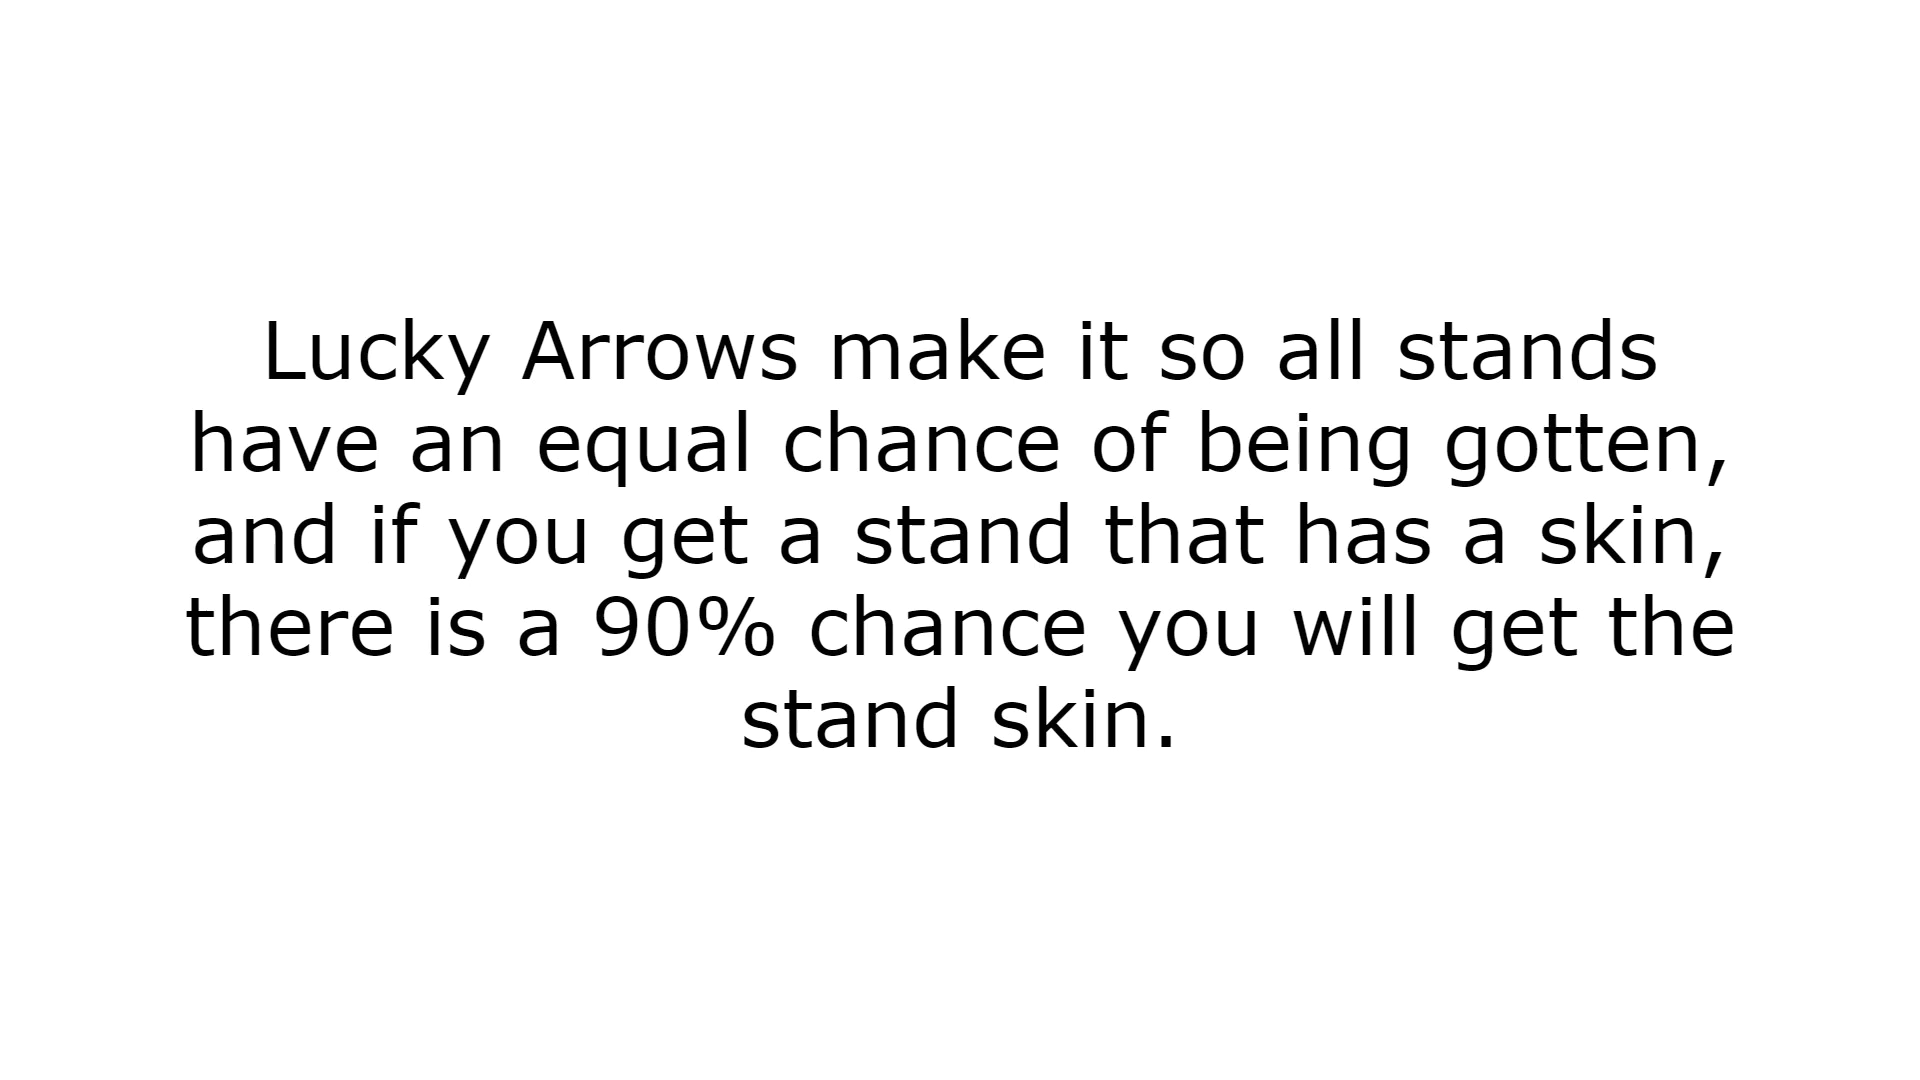 Lucky Arrows make it so all stands
have an equal chance of being gotten,
and if you get a stand that has a skin,
there is a 90% chance you will get the
stand skin.